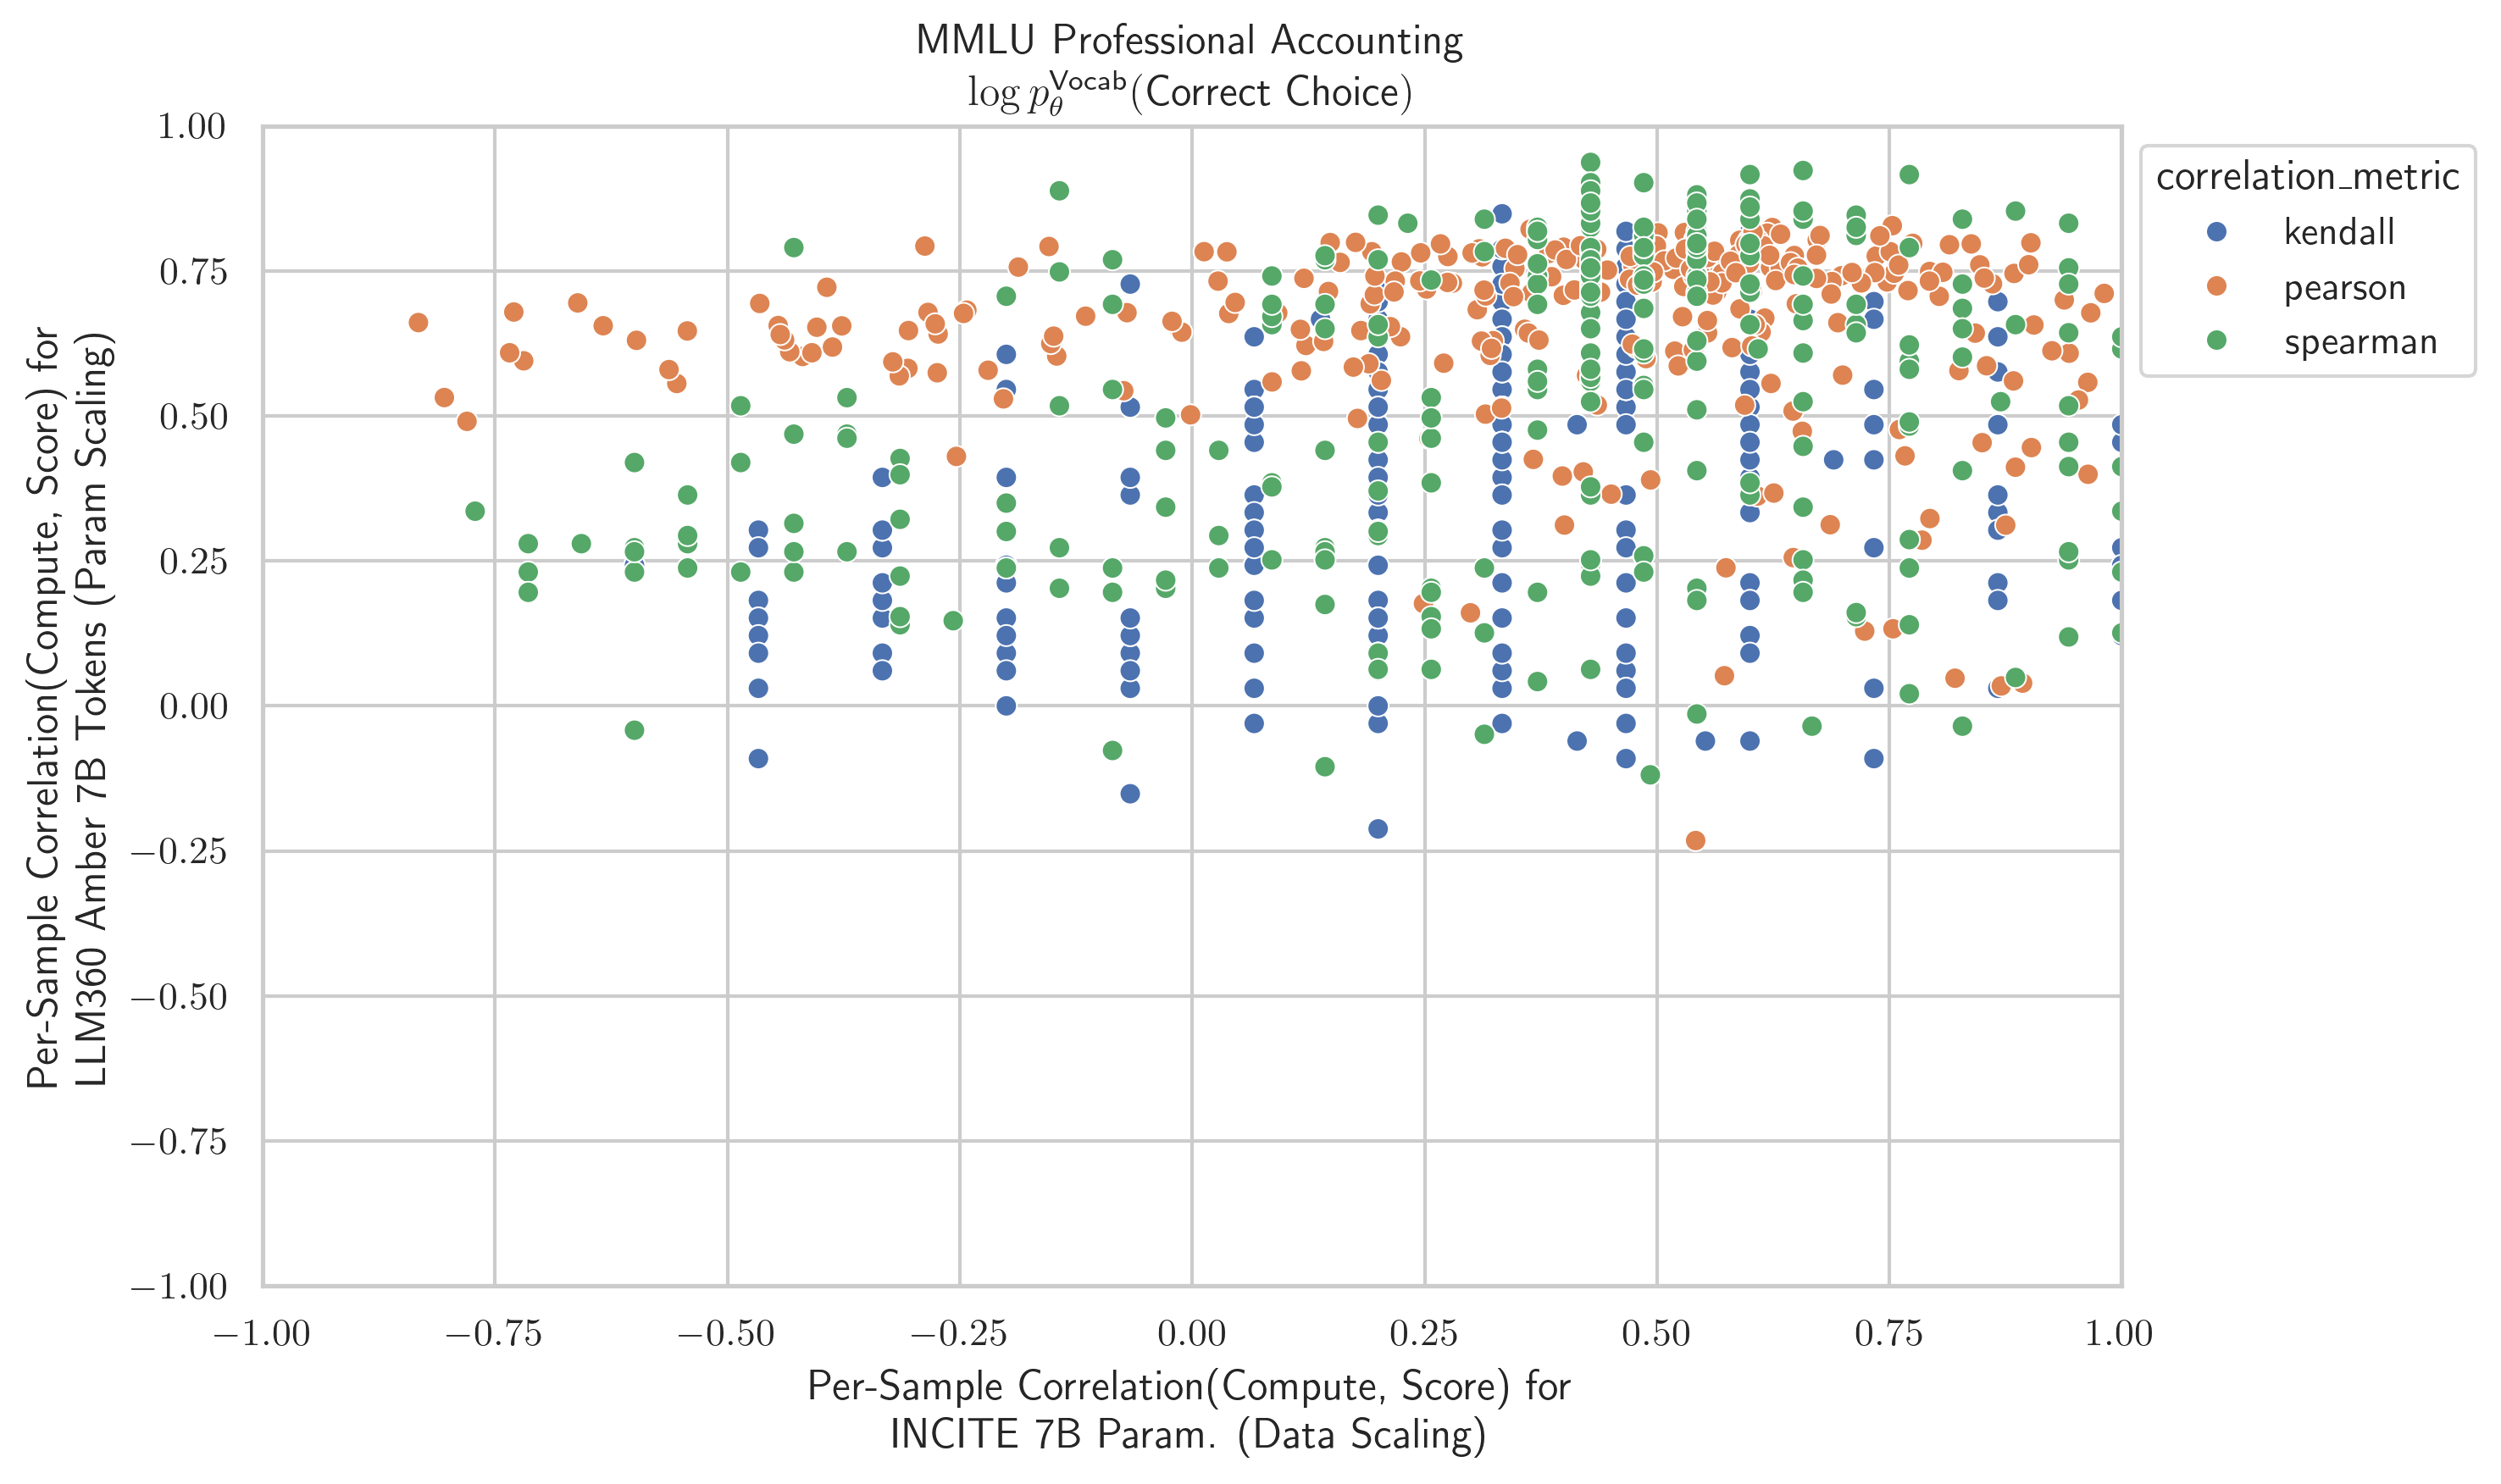 MMLU Professional Accounting
log p_θ^Vocab(Correct Choice)
1.00
0.75
0.50
0.25
0.00
−0.25
−0.50
−0.75
−1.00
Per-Sample Correlation(Compute, Score) for
LLM360 Amber 7B Tokens (Param Scaling)
−1.00
−0.75
−0.50
−0.25
0.00
0.25
0.50
0.75
1.00
Per-Sample Correlation(Compute, Score) for
INCITE 7B Param. (Data Scaling)
correlation_metric
kendall
pearson
spearman